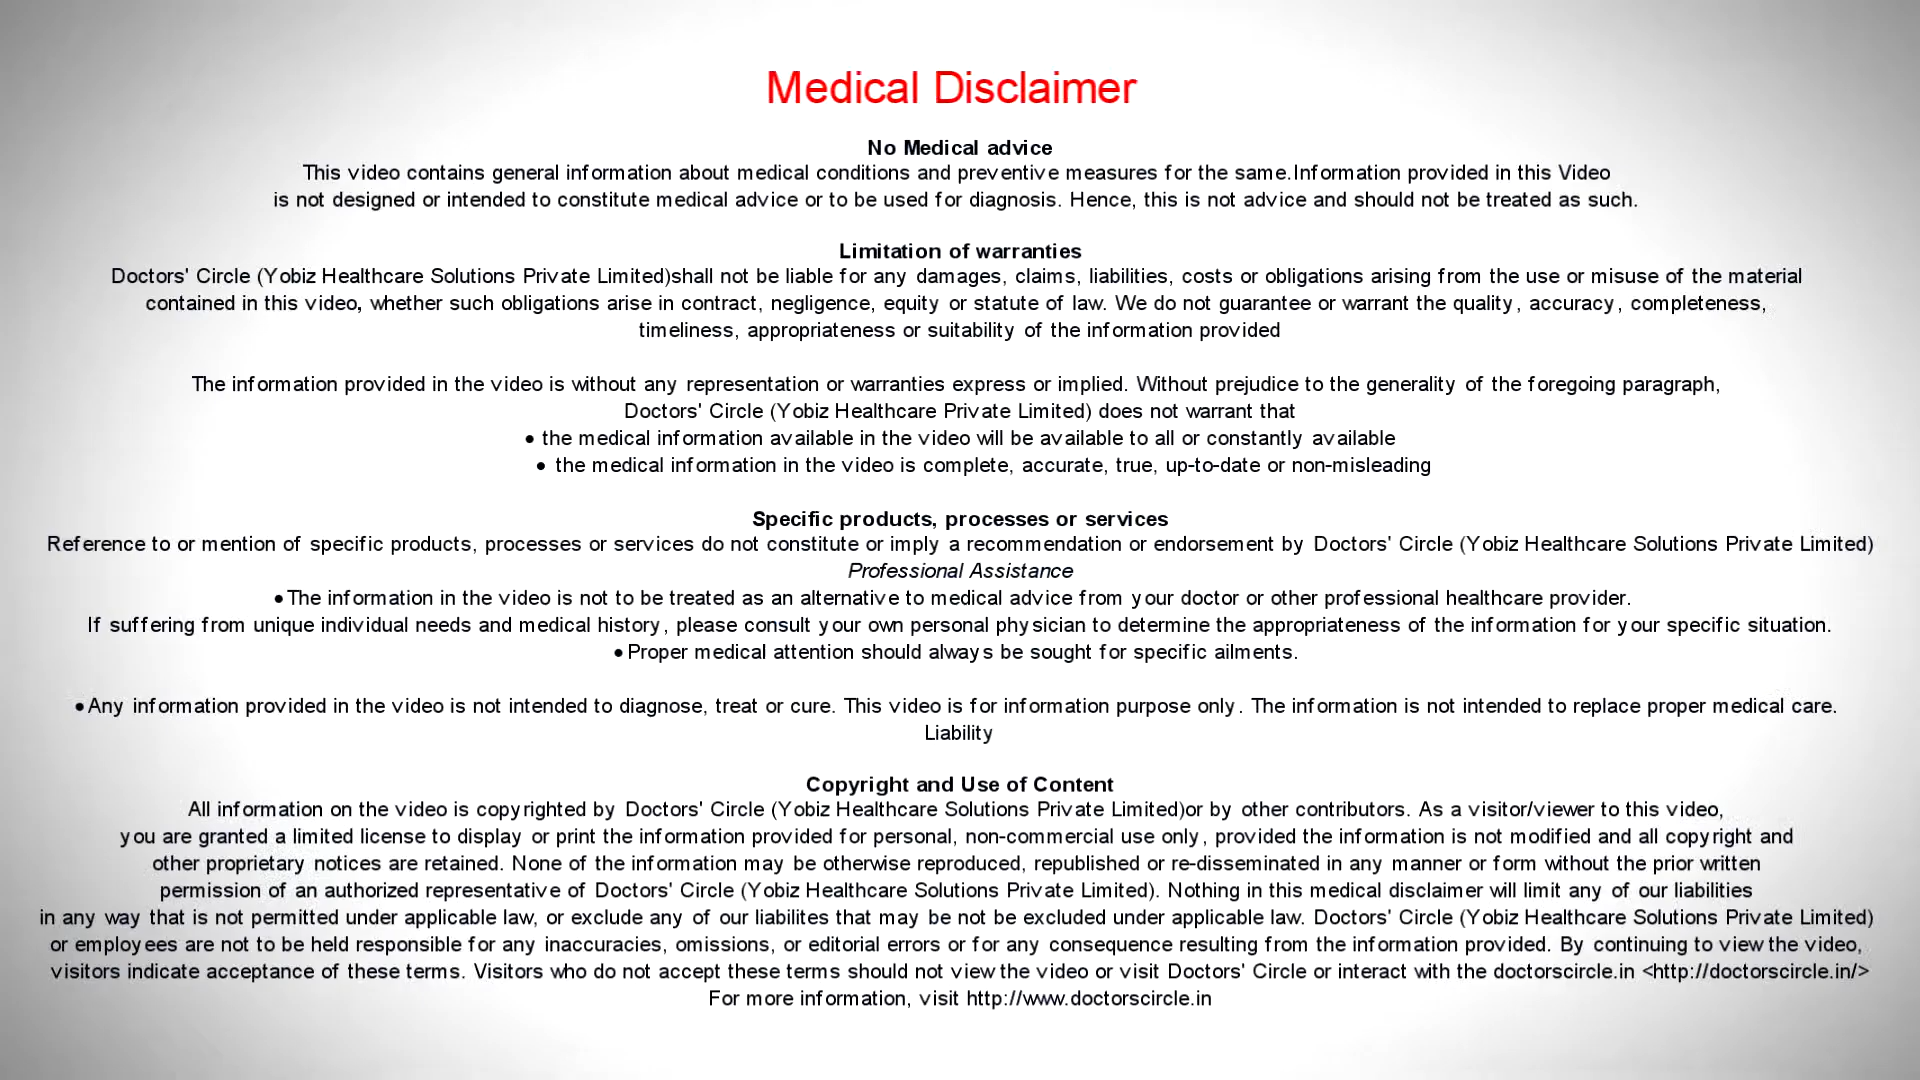 Medical Disclaimer
No Medical advice
This video contains general information about medical conditions and preventive measures for the same.Information provided in this Video
is not designed or intended to constitute medical advice or to be used for diagnosis. Hence, this is not advice and should not be treated as such.
Limitation of warranties
Doctors' Circle (Yobiz Healthcare Solutions Private Limited)shall not be liable for any damages, claims, liabilities, costs or obligations arising from the use or misuse of the material
contained in this video, whether such obligations arise in contract, negligence, equity or statute of law. We do not guarantee or warrant the quality, accuracy, completeness,
timeliness, appropriateness or suitability of the information provided
The information provided in the video is without any representation or warranties express or implied. Without prejudice to the generality of the foregoing paragraph,
Doctors' Circle (Yobiz Healthcare Private Limited) does not warrant that
• the medical information available in the video will be available to all or constantly available
• the medical information in the video is complete, accurate, true, up-to-date or non-misleading
Specific products, processes or services
Reference to or mention of specific products, processes or services do not constitute or imply a recommendation or endorsement by Doctors' Circle (Yobiz Healthcare Solutions Private Limited)
Professional Assistance
•The information in the video is not to be treated as an alternative to medical advice from your doctor or other professional healthcare provider.
If suffering from unique individual needs and medical history, please consult your own personal physician to determine the appropriateness of the information for your specific situation.
•Proper medical attention should always be sought for specific ailments.
•Any information provided in the video is not intended to diagnose, treat or cure. This video is for information purpose only. The information is not intended to replace proper medical care.
Liability
Copyright and Use of Content
All information on the video is copyrighted by Doctors' Circle (Yobiz Healthcare Solutions Private Limited)or by other contributors. As a visitor/viewer to this video,
you are granted a limited license to display or print the information provided for personal, non-commercial use only, provided the information is not modified and all copyright and
other proprietary notices are retained. None of the information may be otherwise reproduced, republished or re-disseminated in any manner or form without the prior written
permission of an authorized representative of Doctors' Circle (Yobiz Healthcare Solutions Private Limited). Nothing in this medical disclaimer will limit any of our liabilities
in any way that is not permitted under applicable law, or exclude any of our liabilites that may be not be excluded under applicable law. Doctors' Circle (Yobiz Healthcare Solutions Private Limited)
or employees are not to be held responsible for any inaccuracies, omissions, or editorial errors or for any consequence resulting from the information provided. By continuing to view the video,
visitors indicate acceptance of these terms. Visitors who do not accept these terms should not view the video or visit Doctors' Circle or interact with the doctorscircle.in <http://doctorscircle.in/>
For more information, visit http://www.doctorscircle.in